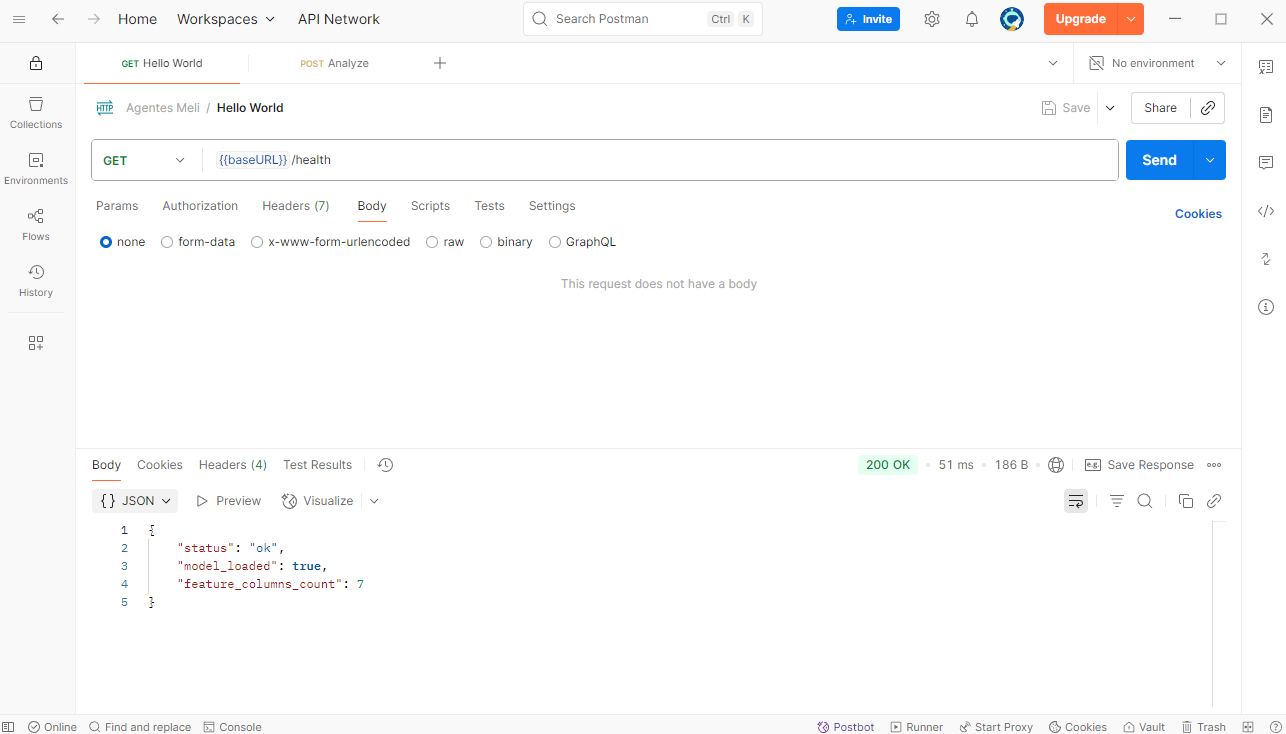 Home Workspaces API Network Search Postman Ctrl K Invite Upgrade
GET Hello World POST Analyze No environment
HTTP Agentes Meli / Hello World Save Share
Collections
GET {{baseURL}} /health Send
Environments
Params Authorization Headers (7) Body Scripts Tests Settings Cookies
Flows
none form-data x-www-form-urlencoded raw binary GraphQL
This request does not have a body
History
Body Cookies Headers (4) Test Results 200 OK 51 ms 186 B e.g. Save Response
{} JSON Preview Visualize
1 {
2 "status": "ok",
3 "model_loaded": true,
4 "feature_columns_count": 7
5 }
Online Find and replace Console Postbot Runner Start Proxy Cookies Vault Trash